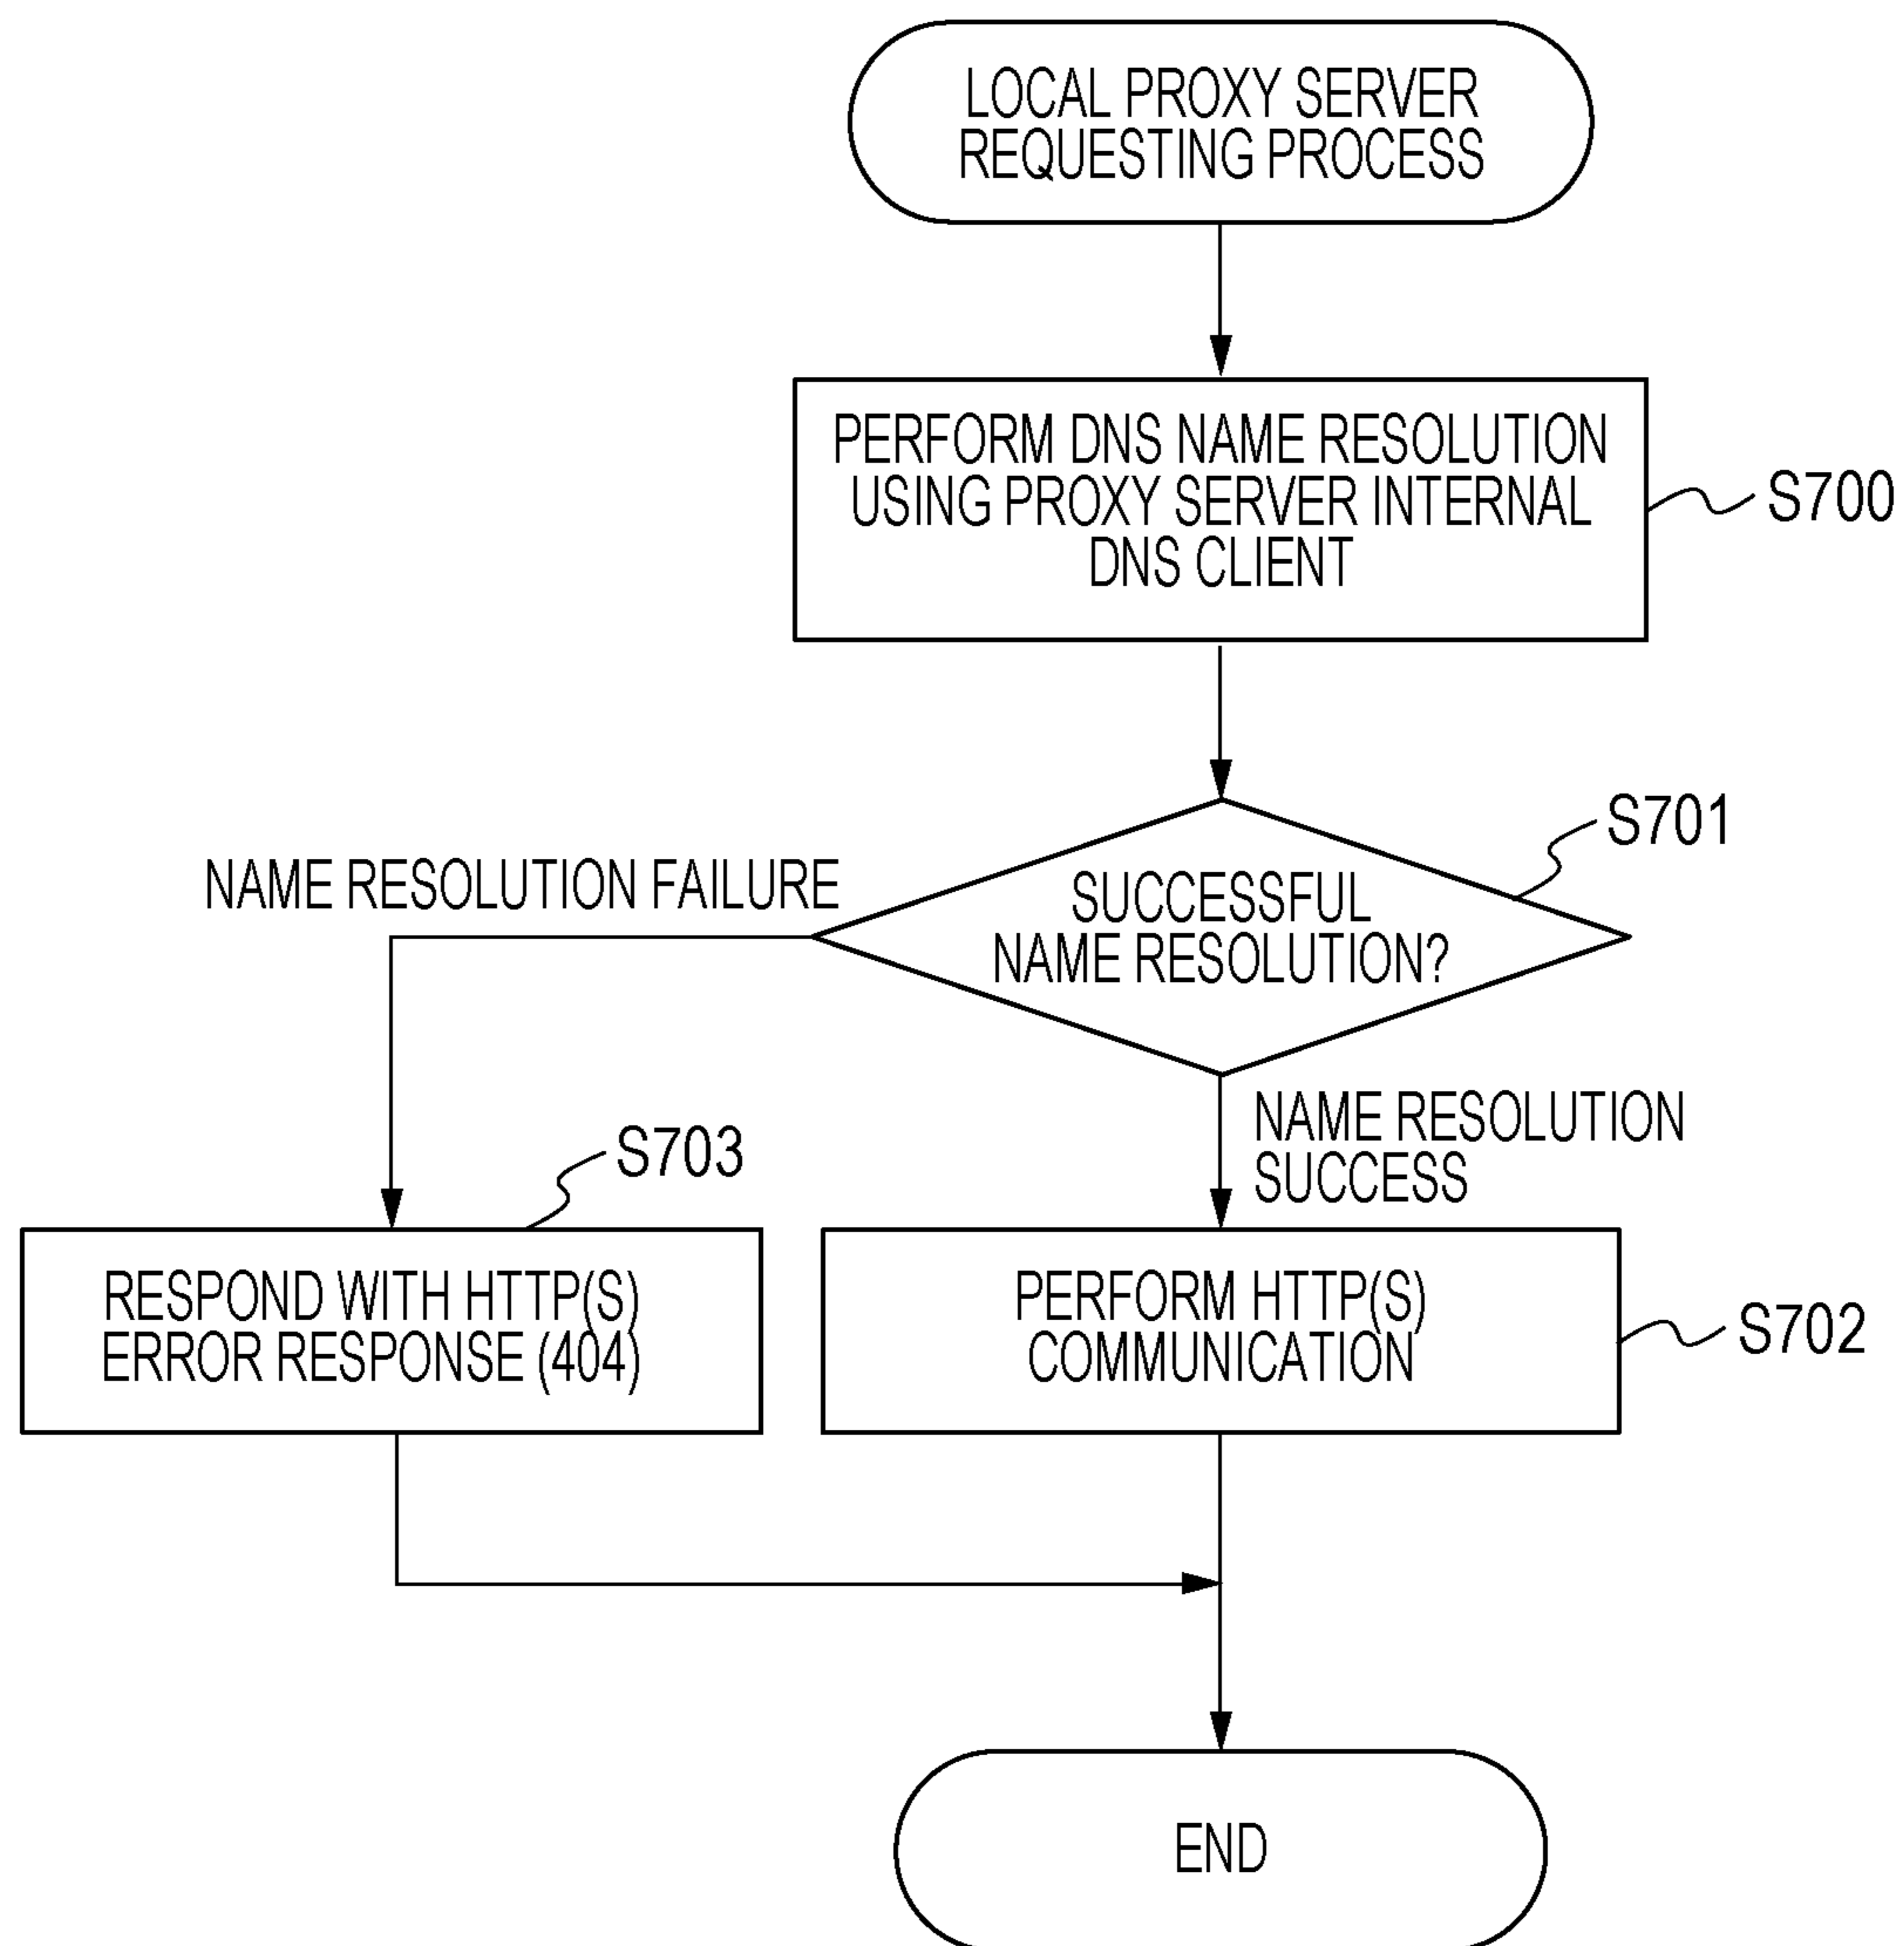 LOCAL PROXY SERVER
REQUESTING PROCESS
PERFORM DNS NAME RESOLUTION
USING PROXY SERVER INTERNAL
DNS CLIENT
S700
S701
SUCCESSFUL
NAME RESOLUTION?
NAME RESOLUTION FAILURE
NAME RESOLUTION
SUCCESS
S703
RESPOND WITH HTTP(S)
ERROR RESPONSE (404)
PERFORM HTTP(S)
COMMUNICATION
S702
END